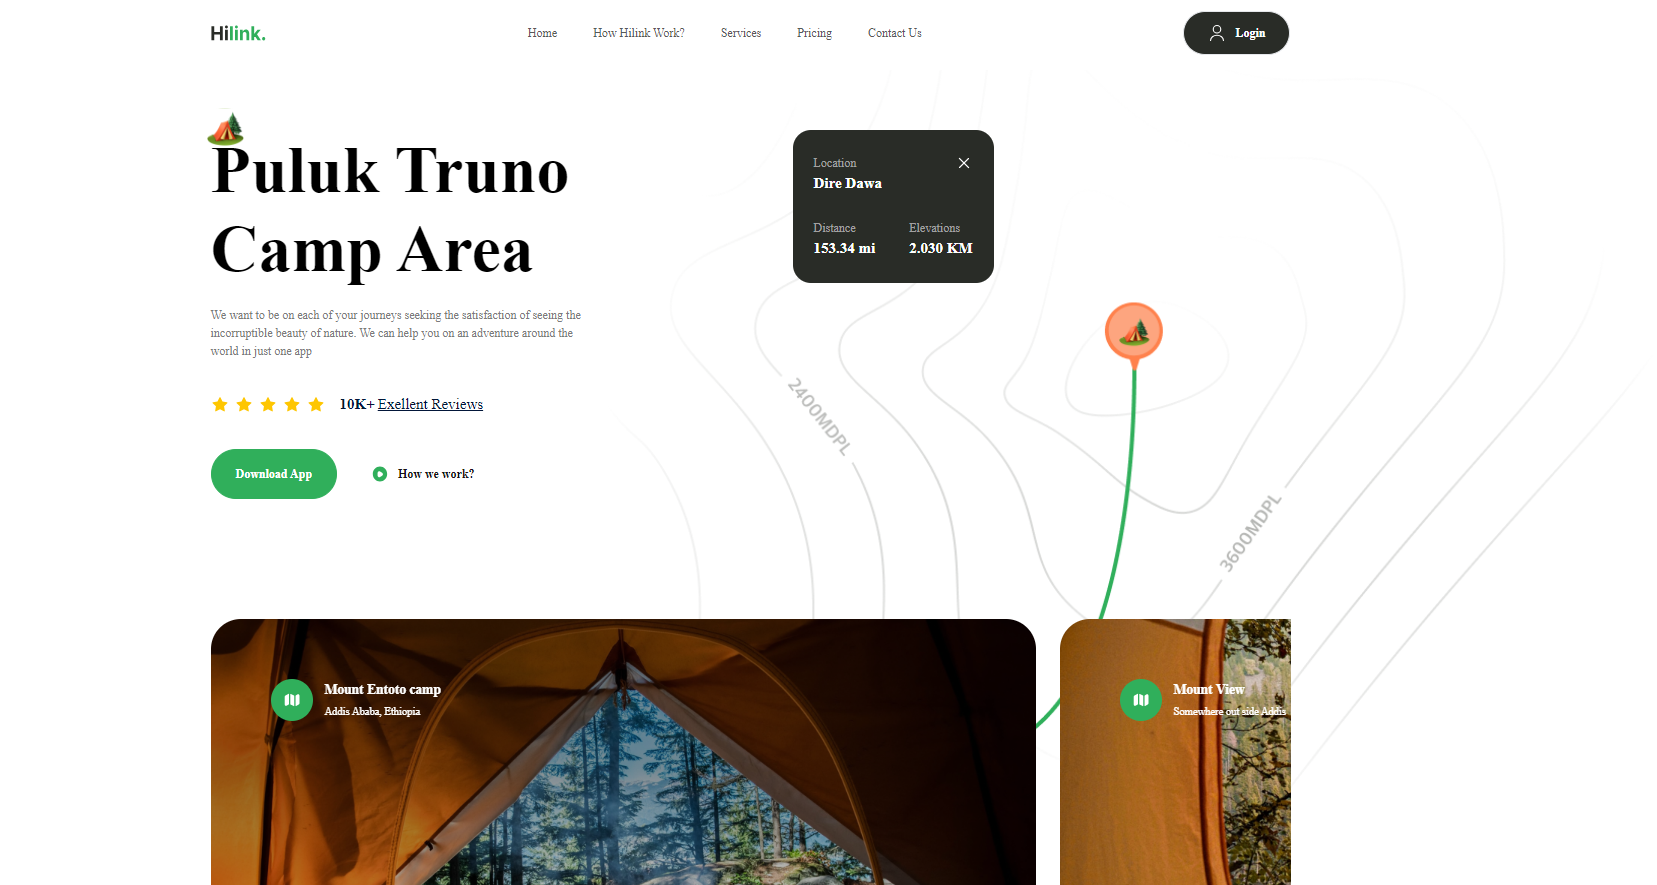 Hilink.
Home
How Hilink Work?
Services
Pricing
Contact Us
Login
Puluk Truno
Camp Area
We want to be on each of your journeys seeking the satisfaction of seeing the
incorruptible beauty of nature. We can help you on an adventure around the
world in just one app
10K+ Exellent Reviews
Download App
How we work?
Location
Dire Dawa
Distance
Elevations
153.34 mi
2.030 KM
2400MDPL
3600MDPL
Mount Entoto camp
Addis Ababa, Ethiopia
Mount View
Somewhere out side Addis